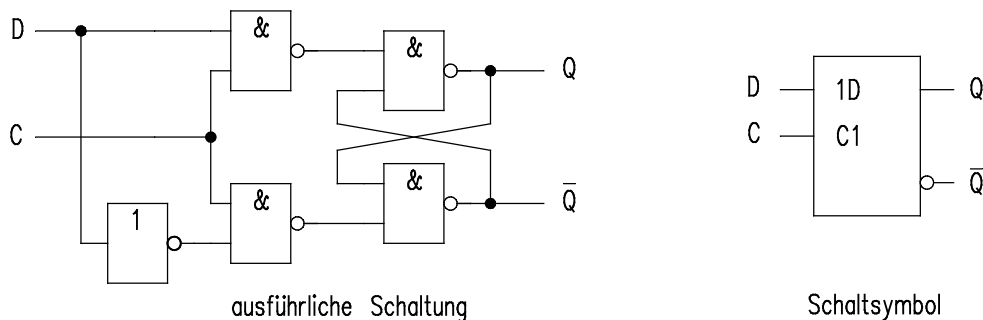 D
&
&
Q
C
&
&
Q̅
1
ausführliche Schaltung
D
1D
Q
C
C1
Q̅
Schaltsymbol